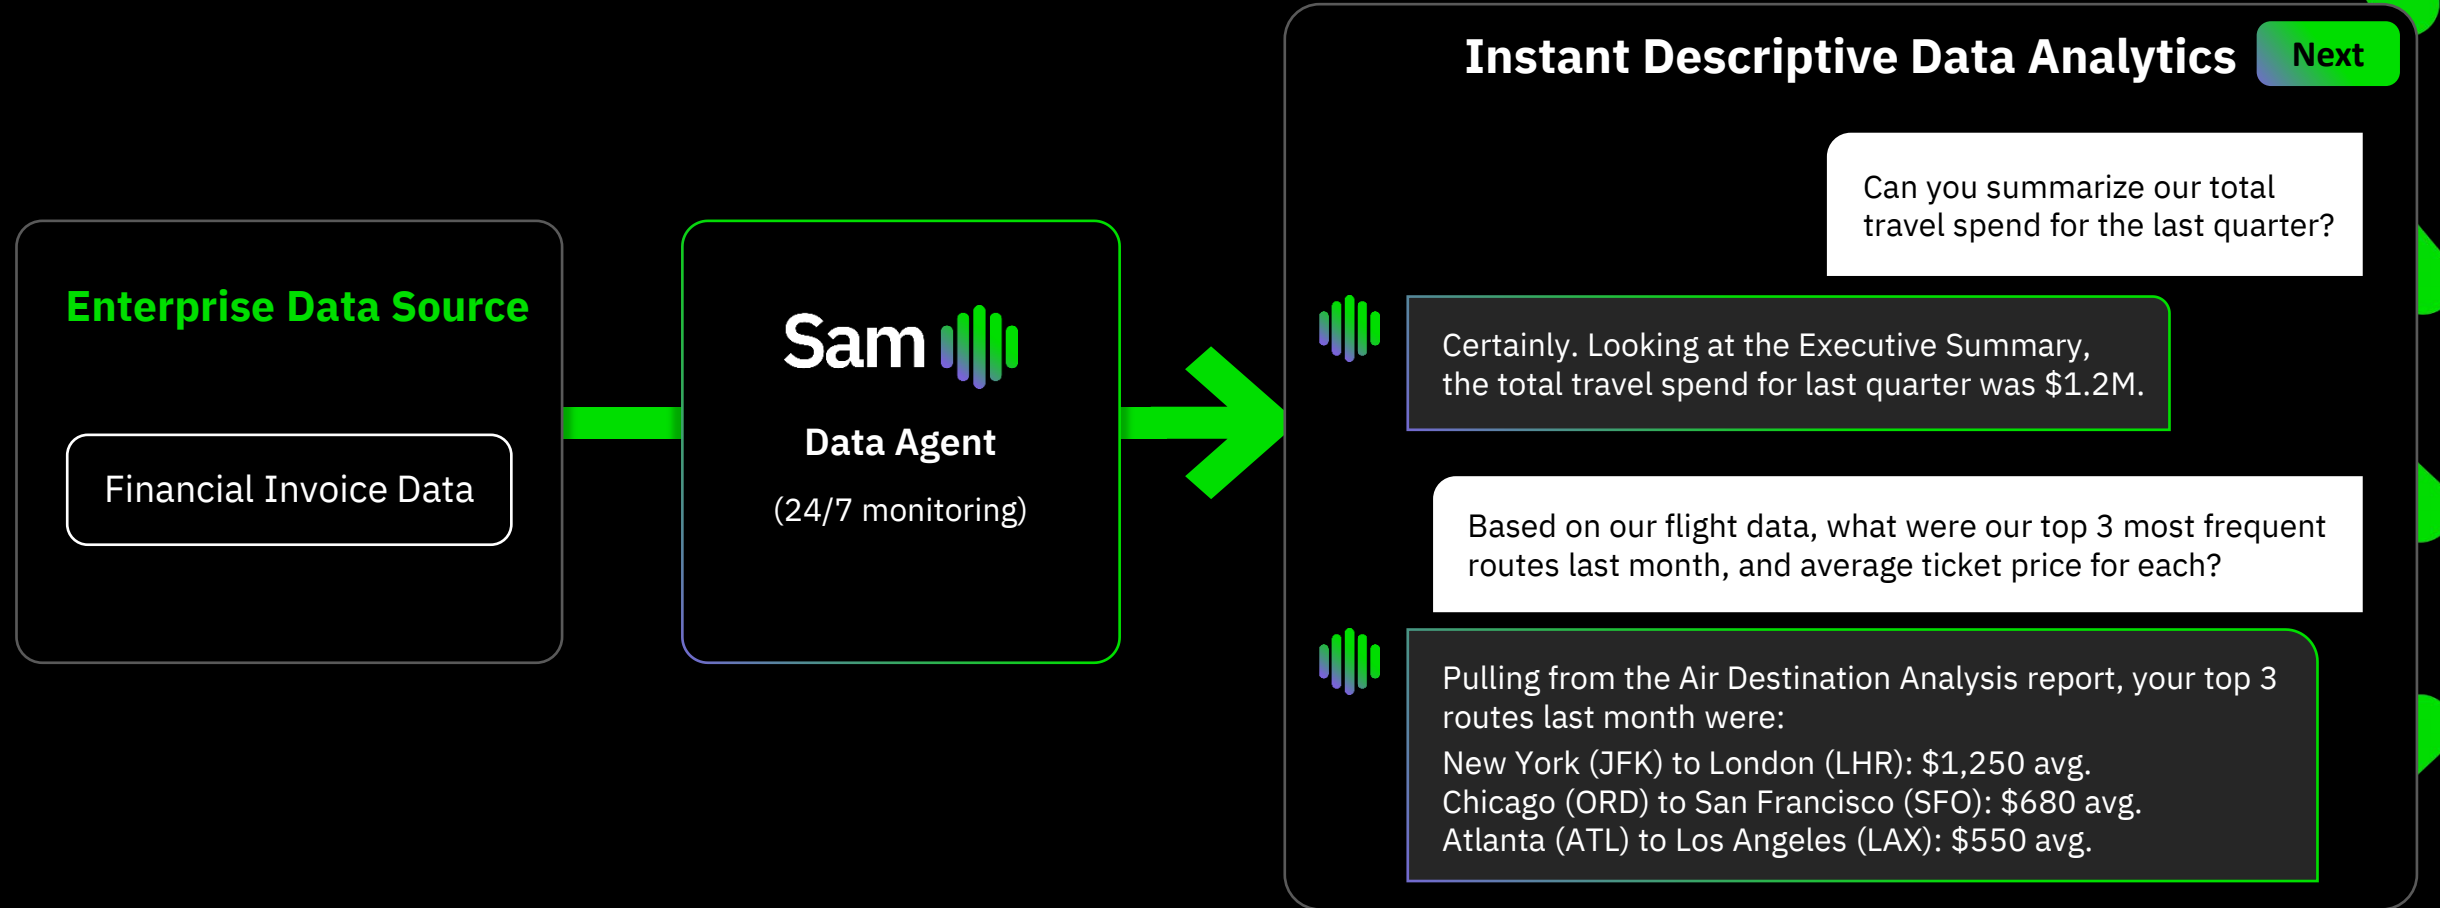 Enterprise Data Source
Financial Invoice Data
Sam
Data Agent
(24/7 monitoring)
Instant Descriptive Data Analytics
Next
Can you summarize our total
travel spend for the last quarter?
Certainly. Looking at the Executive Summary,
the total travel spend for last quarter was $1.2M.
Based on our flight data, what were our top 3 most frequent
routes last month, and average ticket price for each?
Pulling from the Air Destination Analysis report, your top 3
routes last month were:
New York (JFK) to London (LHR): $1,250 avg.
Chicago (ORD) to San Francisco (SFO): $680 avg.
Atlanta (ATL) to Los Angeles (LAX): $550 avg.